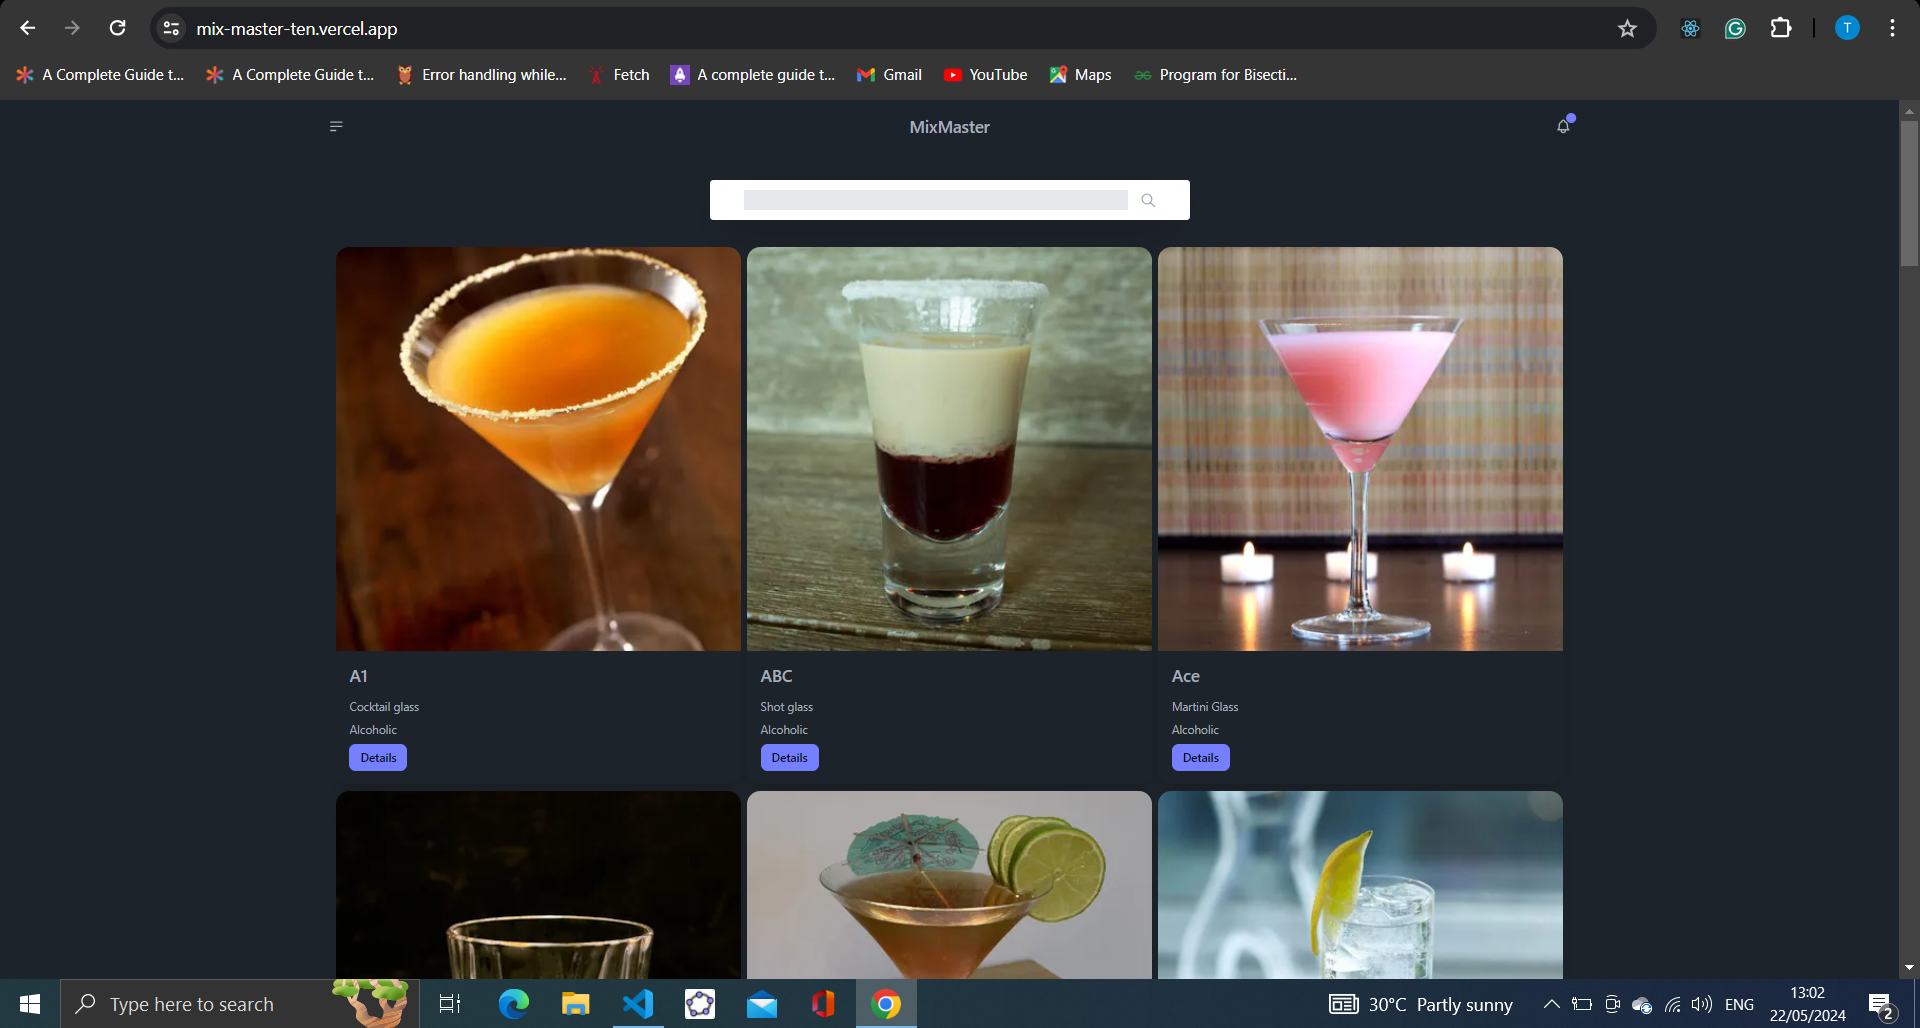 mix-master-ten.vercel.app
T
A Complete Guide t...
A Complete Guide t...
Error handling while...
Fetch
A complete guide t...
Gmail
YouTube
Maps
Program for Bisecti...
MixMaster
A1
Cocktail glass
Alcoholic
Details
ABC
Shot glass
Alcoholic
Details
Ace
Martini Glass
Alcoholic
Details
Type here to search
30°C Partly sunny
ENG
13:02
22/05/2024
2